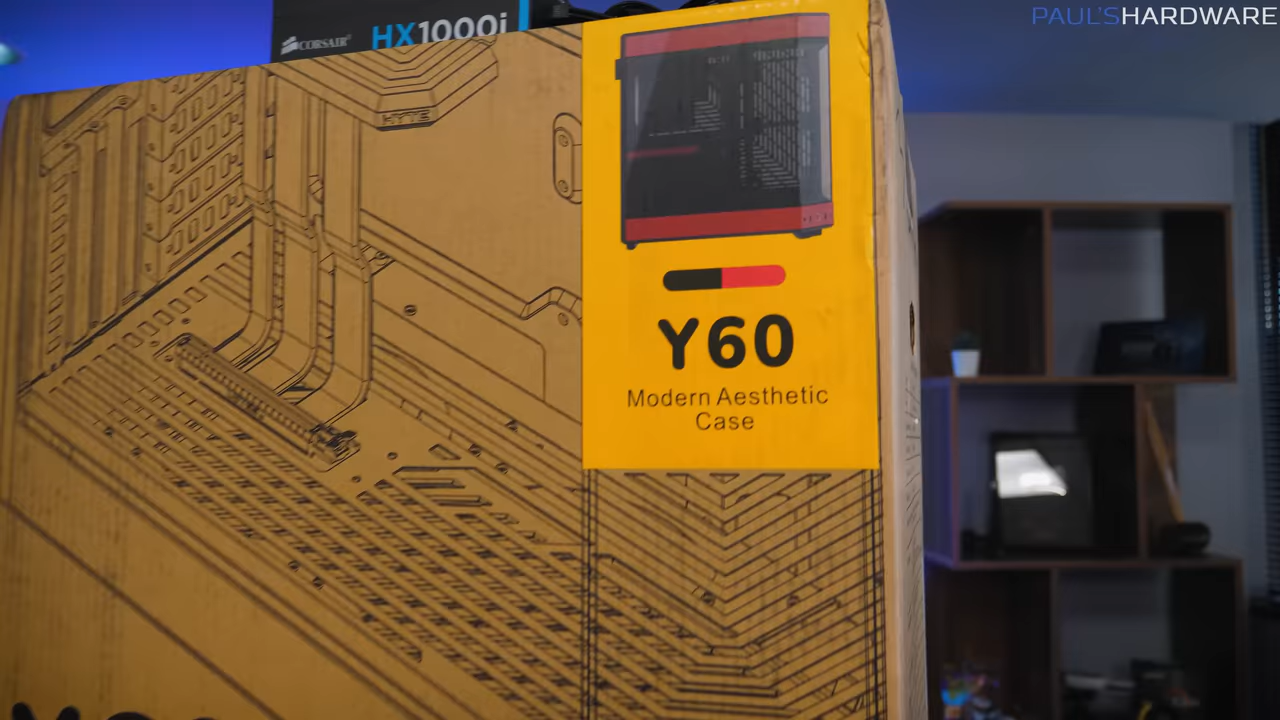 PAUL'SHARDWARE
CORSAIR
HX1000i
HYTE
Y60
Modern Aesthetic
Case